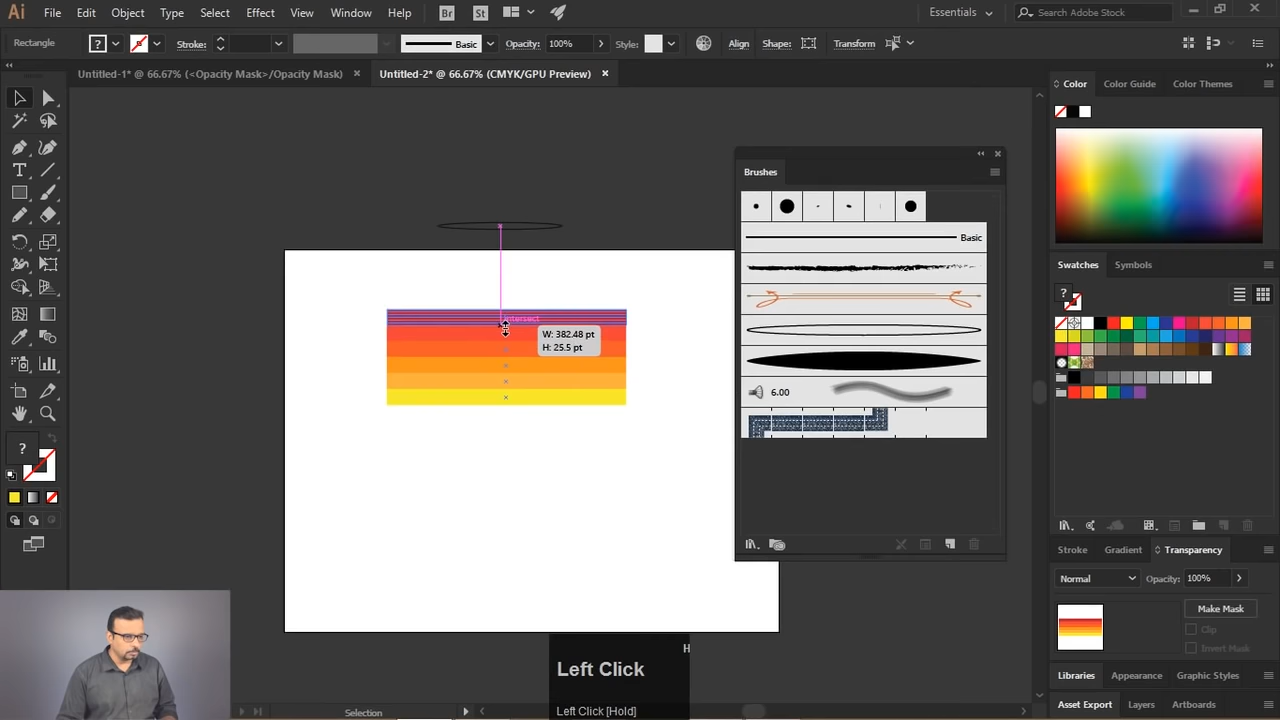 Ai File Edit Object Type Select Effect View Window Help Br St Essentials Search Adobe Stock
Rectangle ? Stroke: Basic Opacity: 100% Style: Align Shape: Transform
Untitled-1* @ 66.67% (<Opacity Mask>/Opacity Mask) × Untitled-2* @ 66.67% (CMYK/GPU Preview) ×
Color Color Guide Color Themes
Brushes
Basic
6.00
intersect
W: 382.48 pt
H: 25.5 pt
Swatches Symbols
?
?
Stroke Gradient Transparency
Normal Opacity: 100%
Make Mask
Clip
Invert Mask
Libraries Appearance Graphic Styles
Asset Export Layers Artboards
H
Left Click
Left Click [Hold]
Selection